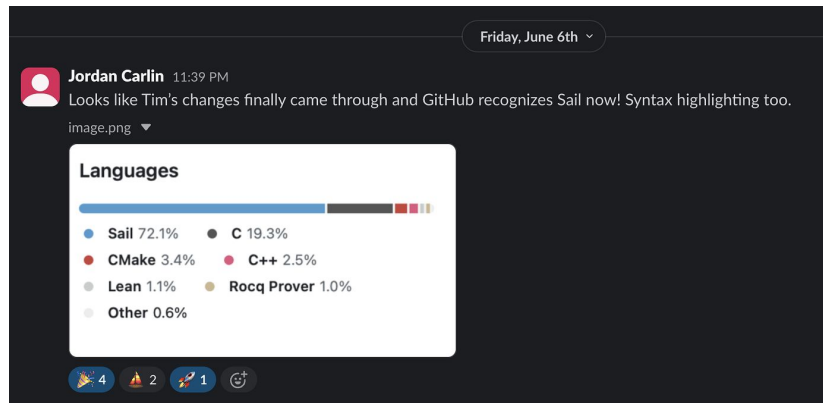 Friday, June 6th
Jordan Carlin 11:39 PM
Looks like Tim's changes finally came through and GitHub recognizes Sail now! Syntax highlighting too.
image.png
Languages
Sail 72.1% C 19.3%
CMake 3.4% C++ 2.5%
Lean 1.1% Rocq Prover 1.0%
Other 0.6%
4 2 1